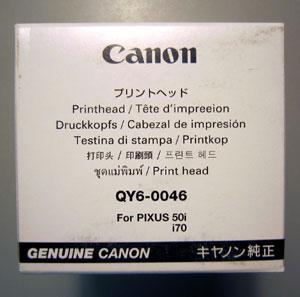 Canon
プリントヘッド
Printhead / Tête d'impreeion
Druckkopfs / Cabezal de impresión
Testina di stampa / Printkop
打印头 / 印刷頭 / 프린트 헤드
ชุดแม่พิมพ์ / Print head
QY6-0046
For PIXUS 50i
i70
GENUINE CANON キヤノン純正